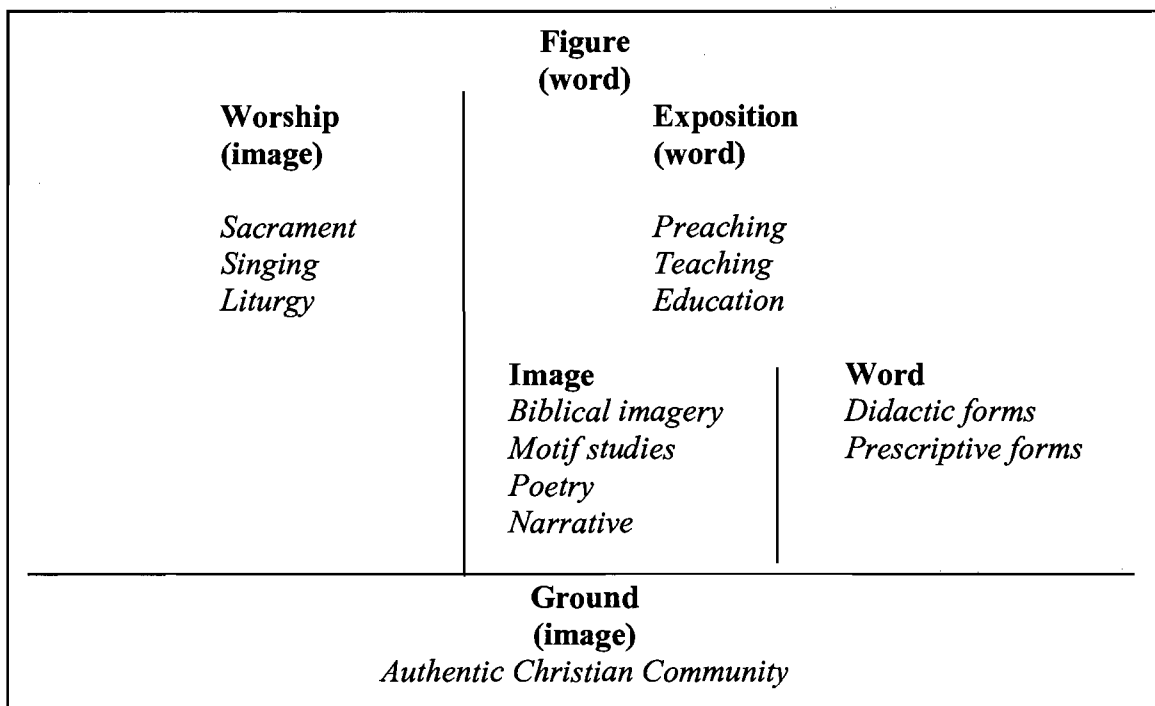 Figure
(word)
Worship
(image)
Sacrament
Singing
Liturgy
Exposition
(word)
Preaching
Teaching
Education
Image
Biblical imagery
Motif studies
Poetry
Narrative
Word
Didactic forms
Prescriptive forms
Ground
(image)
Authentic Christian Community